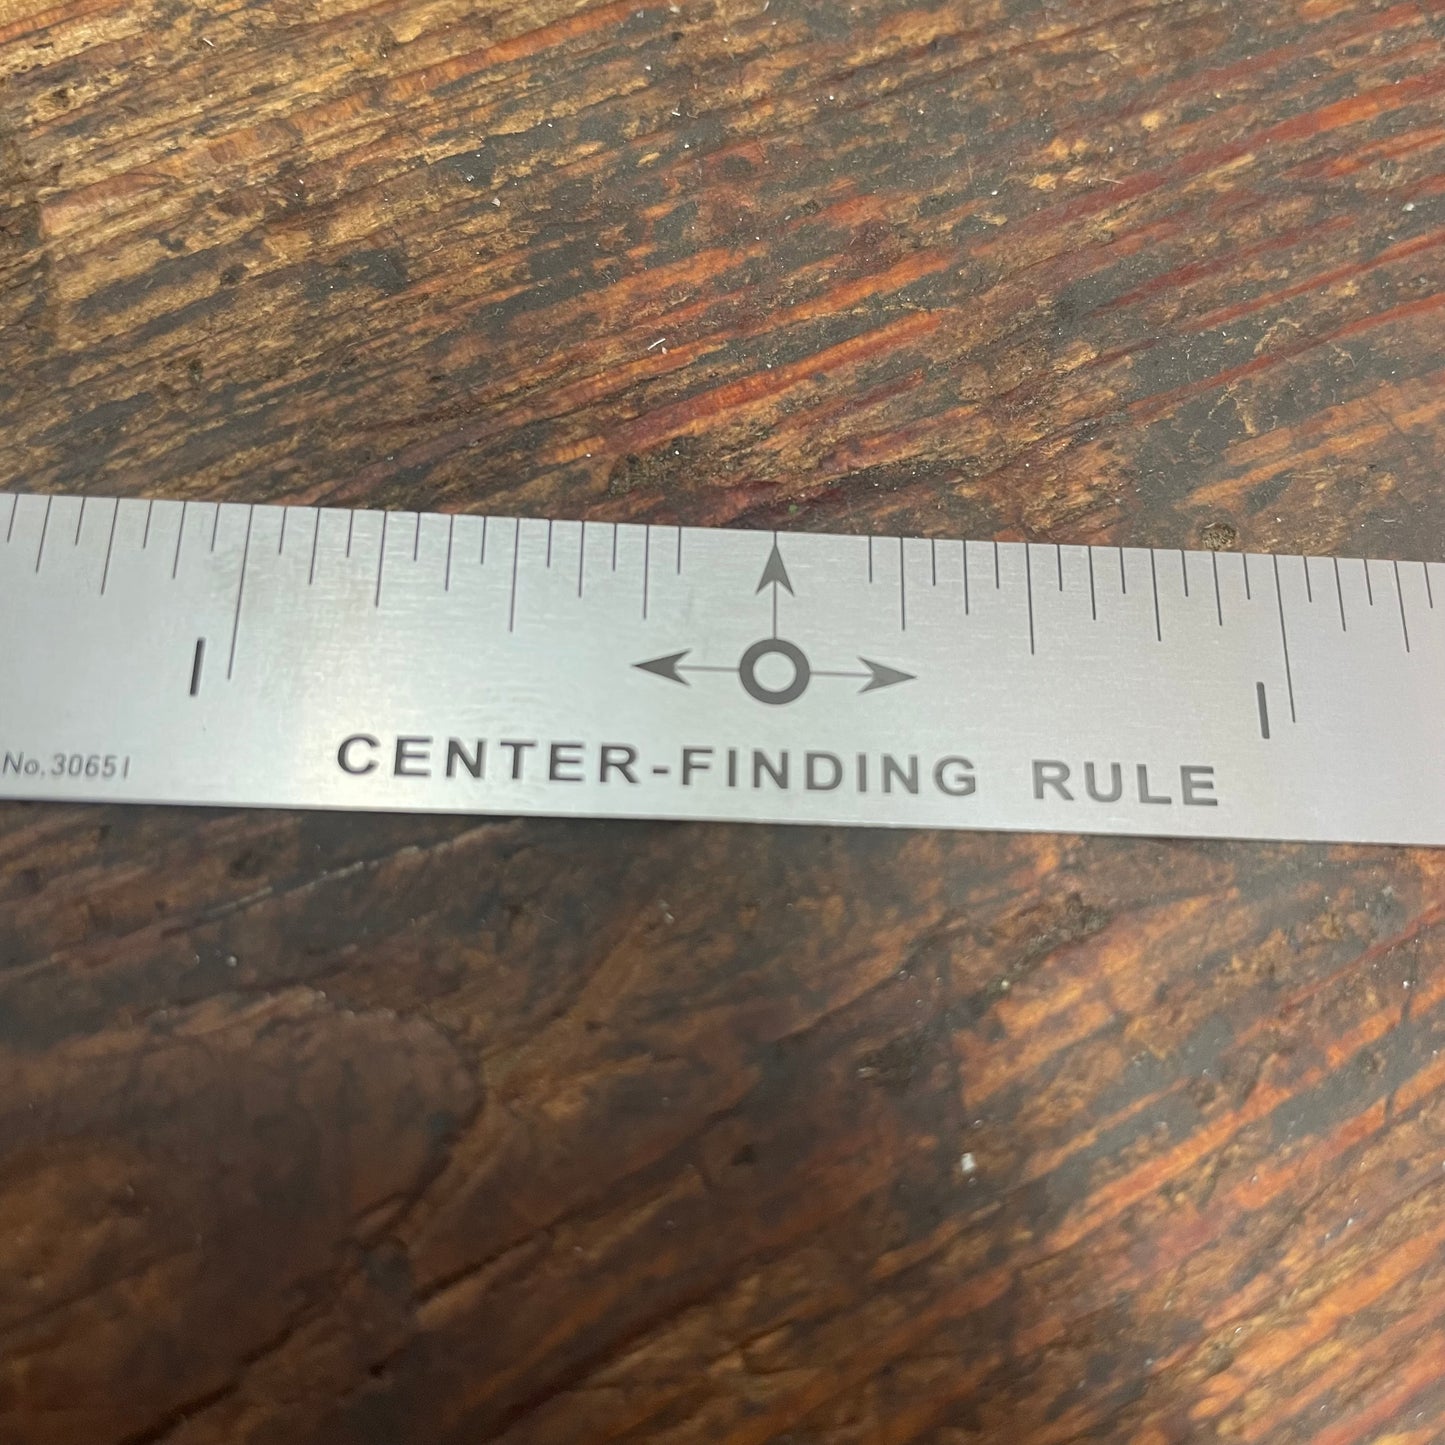 1 1
No. 30651
CENTER-FINDING RULE